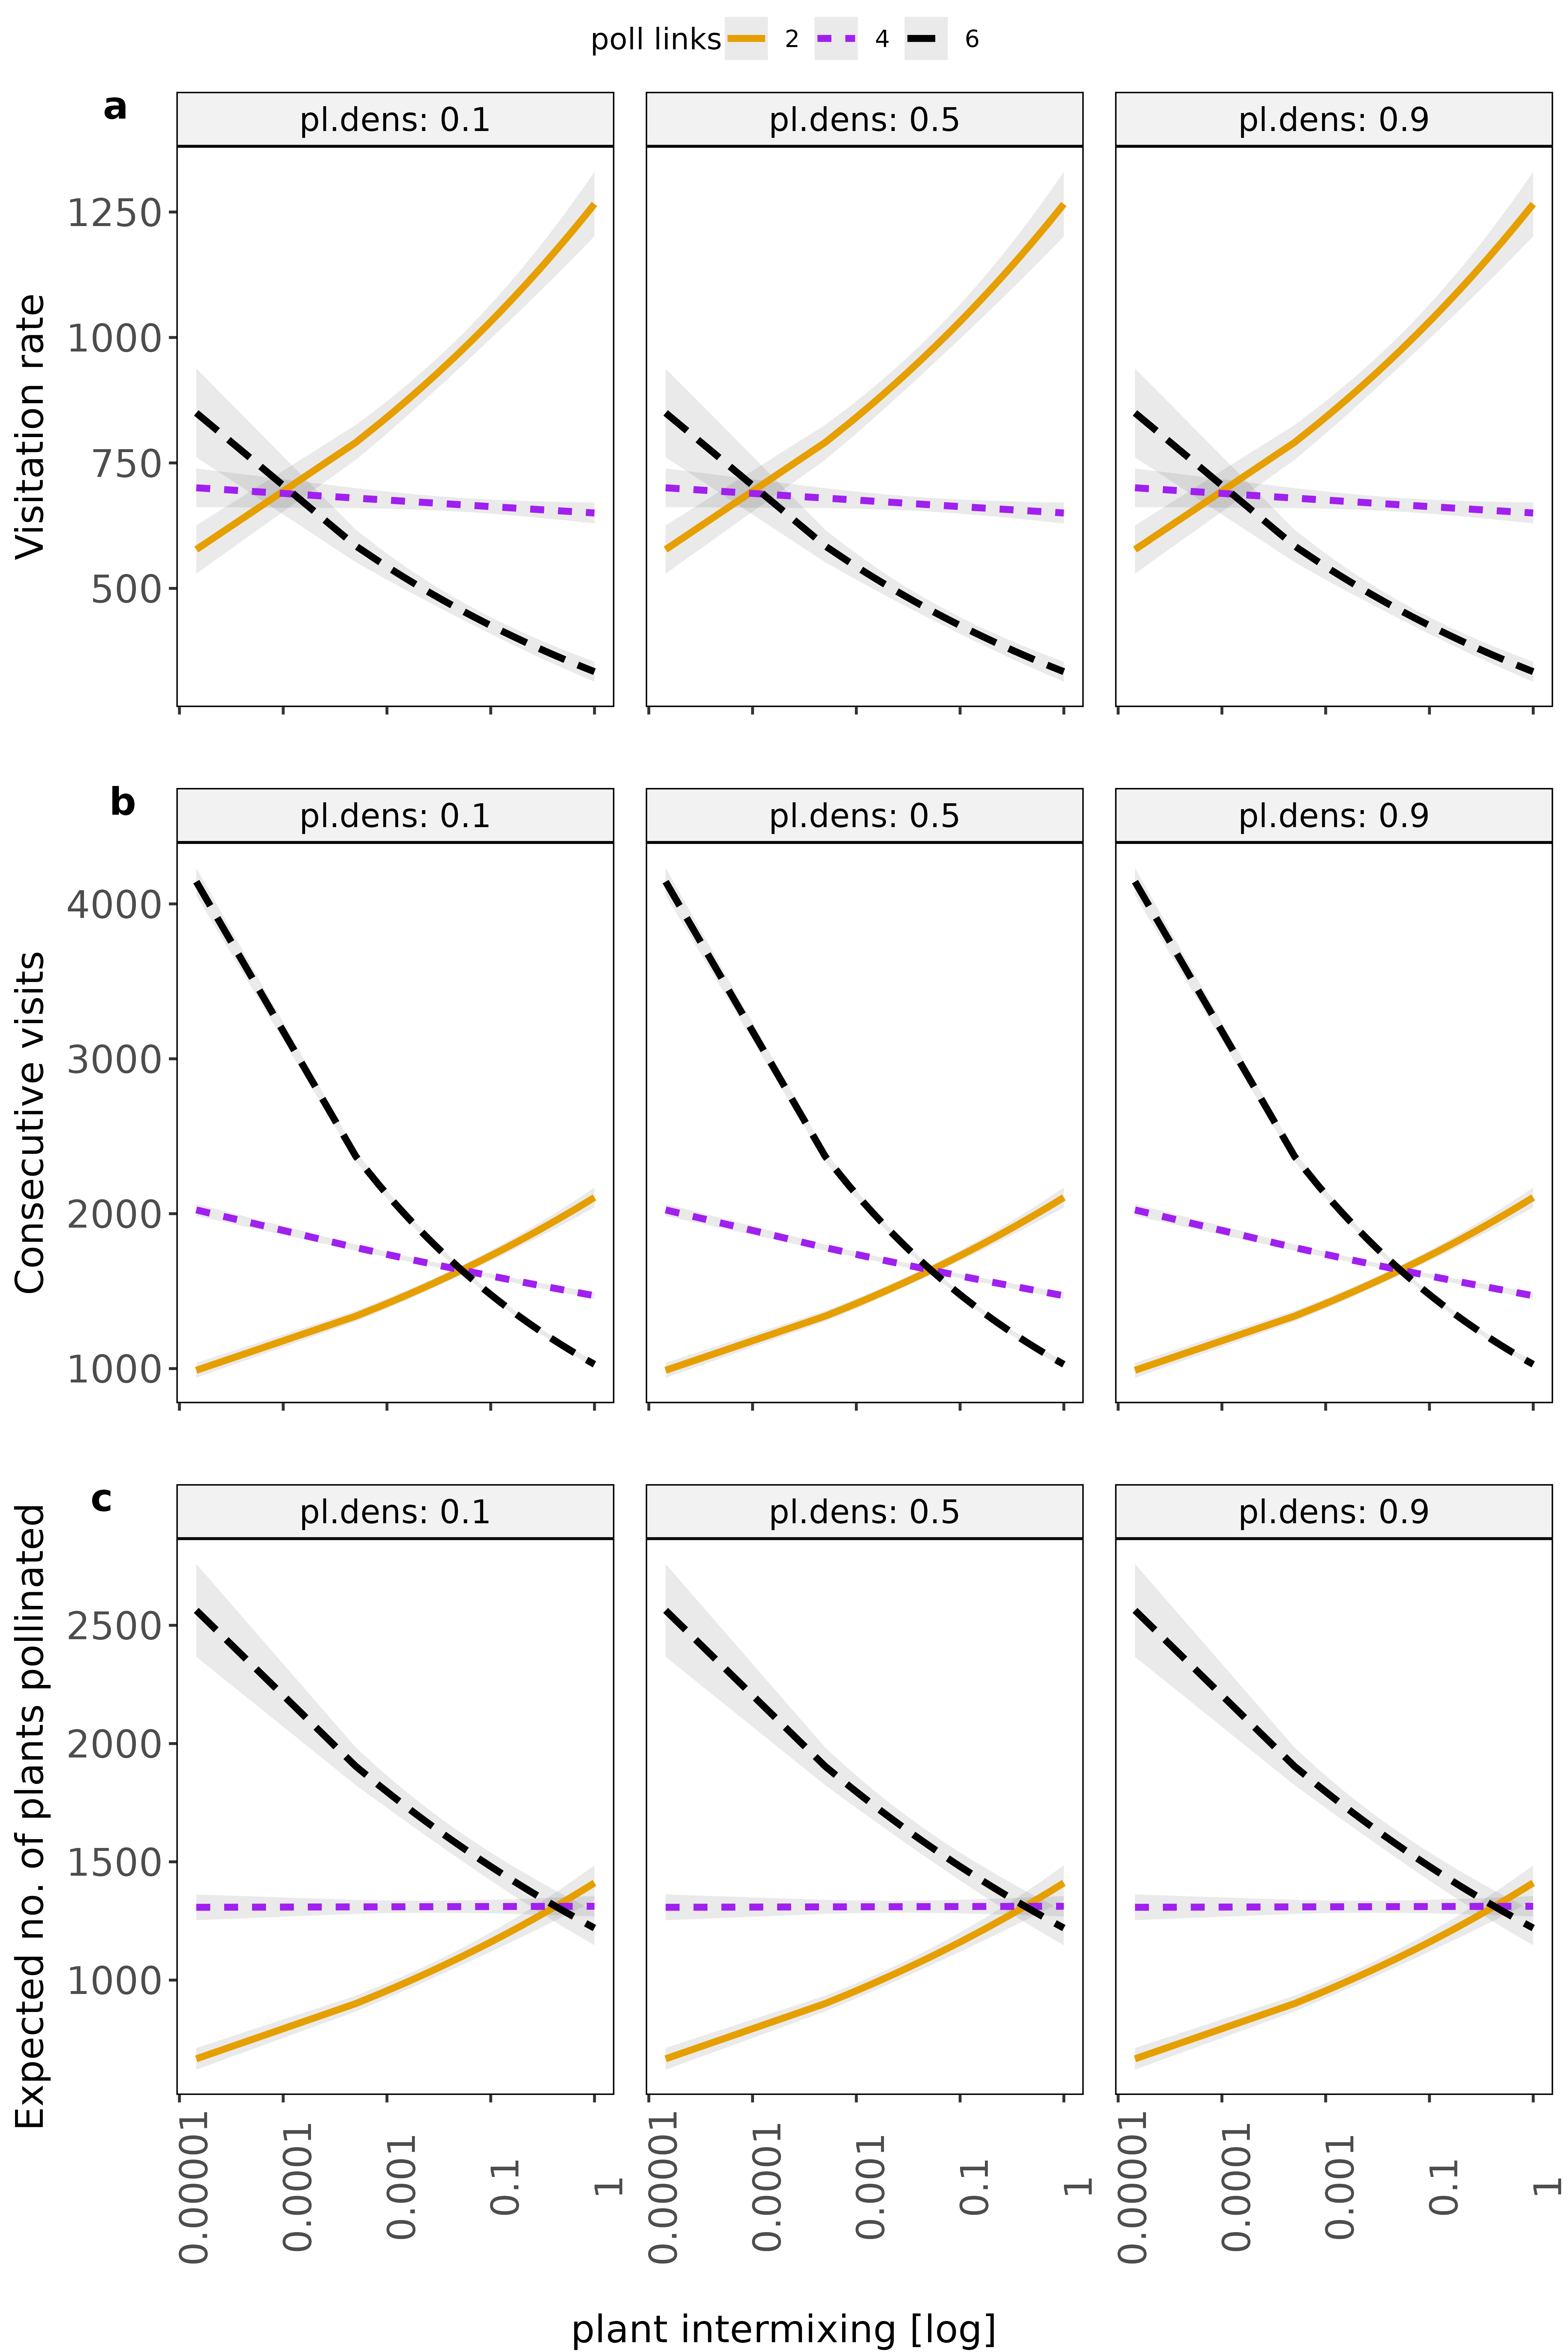 poll links 2 4 6
a
pl.dens: 0.1 pl.dens: 0.5 pl.dens: 0.9
Visitation rate
1250
1000
750
500
b
pl.dens: 0.1 pl.dens: 0.5 pl.dens: 0.9
Consecutive visits
4000
3000
2000
1000
c
pl.dens: 0.1 pl.dens: 0.5 pl.dens: 0.9
Expected no. of plants pollinated
2500
2000
1500
1000
0.00001 0.0001 0.001 0.1 1 0.00001 0.0001 0.001 0.1 1 0.00001 0.0001 0.001 0.1 1
plant intermixing [log]